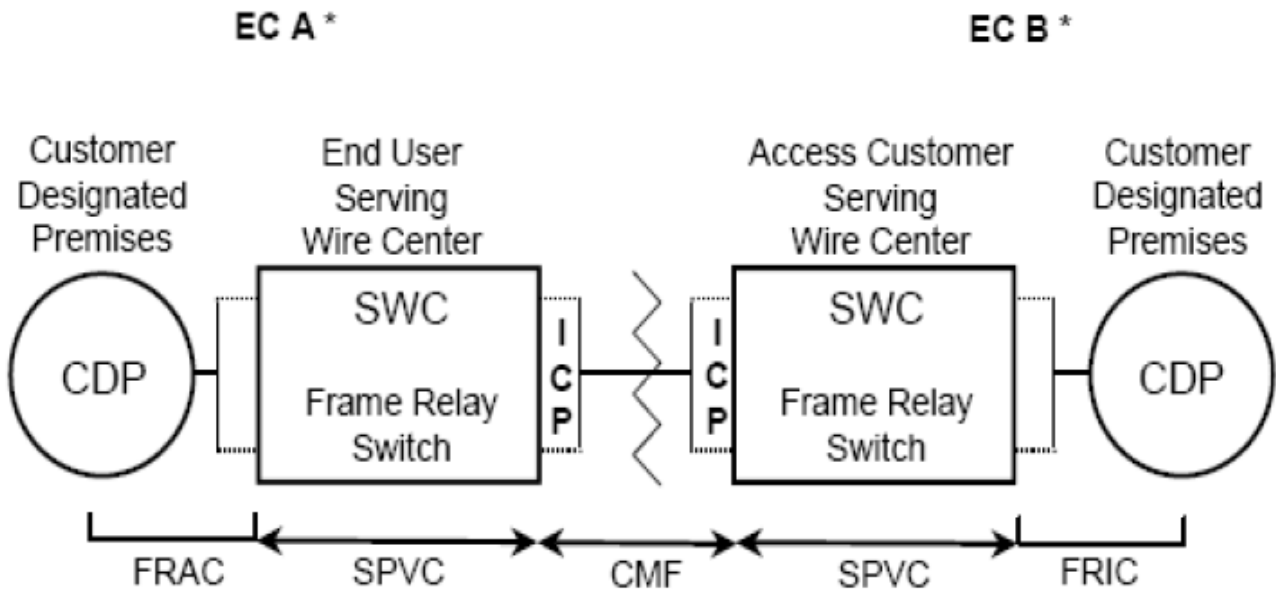 EC A *
EC B *
Customer
Designated
Premises
End User
Serving
Wire Center
Access Customer
Serving
Wire Center
Customer
Designated
Premises
CDP
SWC
Frame Relay
Switch
I
C
P
I
C
P
SWC
Frame Relay
Switch
CDP
FRAC
SPVC
CMF
SPVC
FRIC